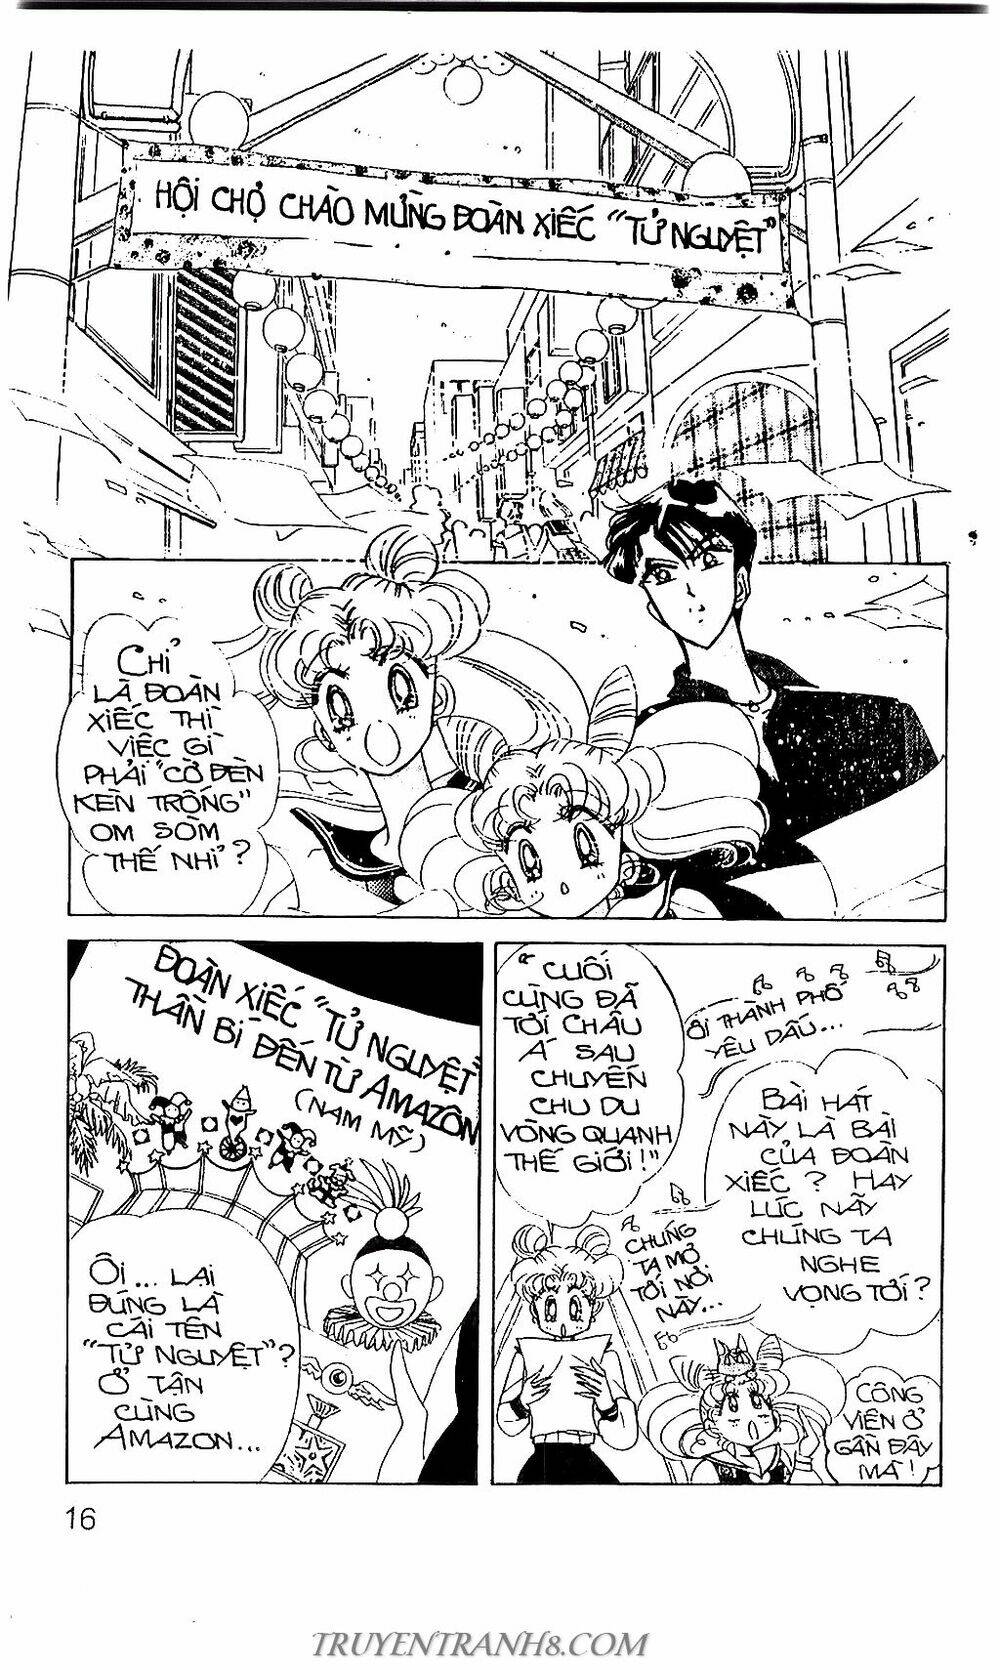 HỘI CHỢ CHÀO MỪNG ĐOÀN XIẾC "TỬ NGUYỆT"
CHỈ
LÀ ĐOÀN
XIẾC THÌ
VIỆC GÌ
PHẢI "CỜ ĐÈN
KÈN TRỐNG"
OM SÒM
THẾ NHỈ?
ĐOÀN XIẾC "TỬ NGUYỆT"
THẦN BÍ ĐẾN TỪ AMAZÔN
(NAM MỸ)
ÔI... LẠI
ĐÚNG LÀ
CÁI TÊN
"TỬ NGUYỆT"?
Ở TẬN
CÙNG
AMAZON...
"CUỐI
CÙNG ĐÃ
TỚI CHÂU
Á SAU
CHUYẾN
CHU DU
VÒNG QUANH
THẾ GIỚI!"
ÔI THÀNH PHỐ
YÊU DẤU...
BÀI HÁT
NÀY LÀ BÀI
CỦA ĐOÀN
XIẾC? HAY
LÚC NÃY
CHÚNG TA
NGHE
VỌNG TỚI?
CHÚNG
TA MƠ
TỚI NƠI
NÀY...
CÔNG
VIÊN Ở
GẦN ĐÂY
MÀ!
16
TRUYENTRANH8.COM